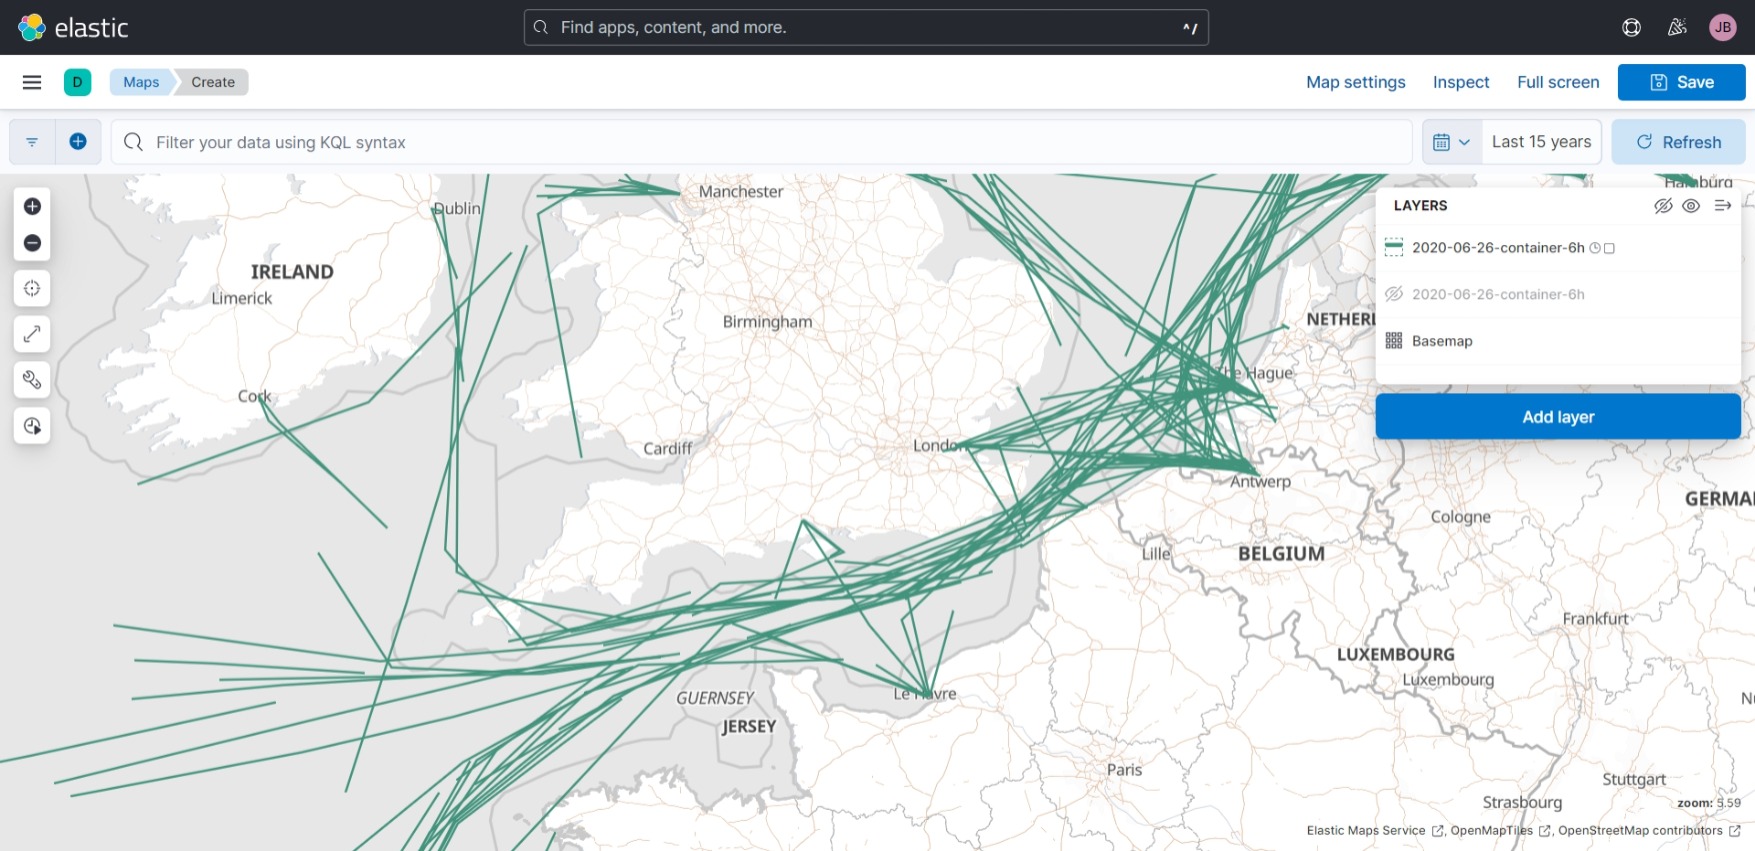 elastic
Find apps, content, and more.
^/
JB
D
Maps
Create
Map settings
Inspect
Full screen
Save
Filter your data using KQL syntax
Last 15 years
Refresh
LAYERS
2020-06-26-container-6h
2020-06-26-container-6h
Basemap
Add layer
Manchester
Hamburg
Dublin
IRELAND
Limerick
Birmingham
NETHERL
The Hague
Cork
Cardiff
London
Antwerp
GERMA
Cologne
Lille
BELGIUM
Frankfurt
LUXEMBOURG
Luxembourg
GUERNSEY
Le Havre
Nu
JERSEY
Paris
Stuttgart
Strasbourg
zoom: 5.59
Elastic Maps Service, OpenMapTiles, OpenStreetMap contributors